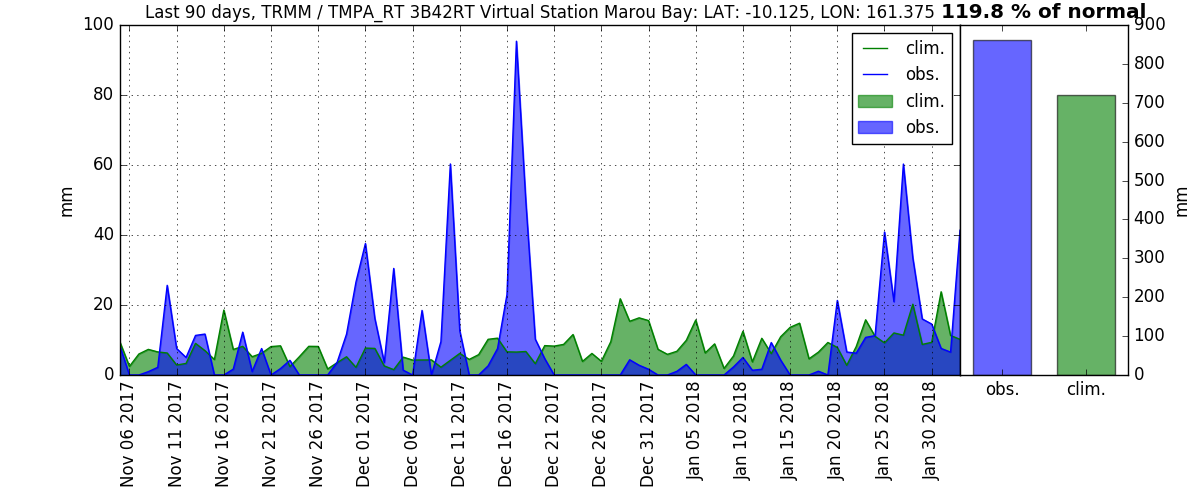 Last 90 days, TRMM / TMPA_RT 3B42RT Virtual Station Marou Bay: LAT: -10.125, LON: 161.375 119.8 % of normal
100
80
60
40
20
0
mm
clim.
obs.
clim.
obs.
900
800
700
600
500
400
300
200
100
0
mm
obs. clim.
Nov 06 2017
Nov 11 2017
Nov 16 2017
Nov 21 2017
Nov 26 2017
Dec 01 2017
Dec 06 2017
Dec 11 2017
Dec 16 2017
Dec 21 2017
Dec 26 2017
Dec 31 2017
Jan 05 2018
Jan 10 2018
Jan 15 2018
Jan 20 2018
Jan 25 2018
Jan 30 2018